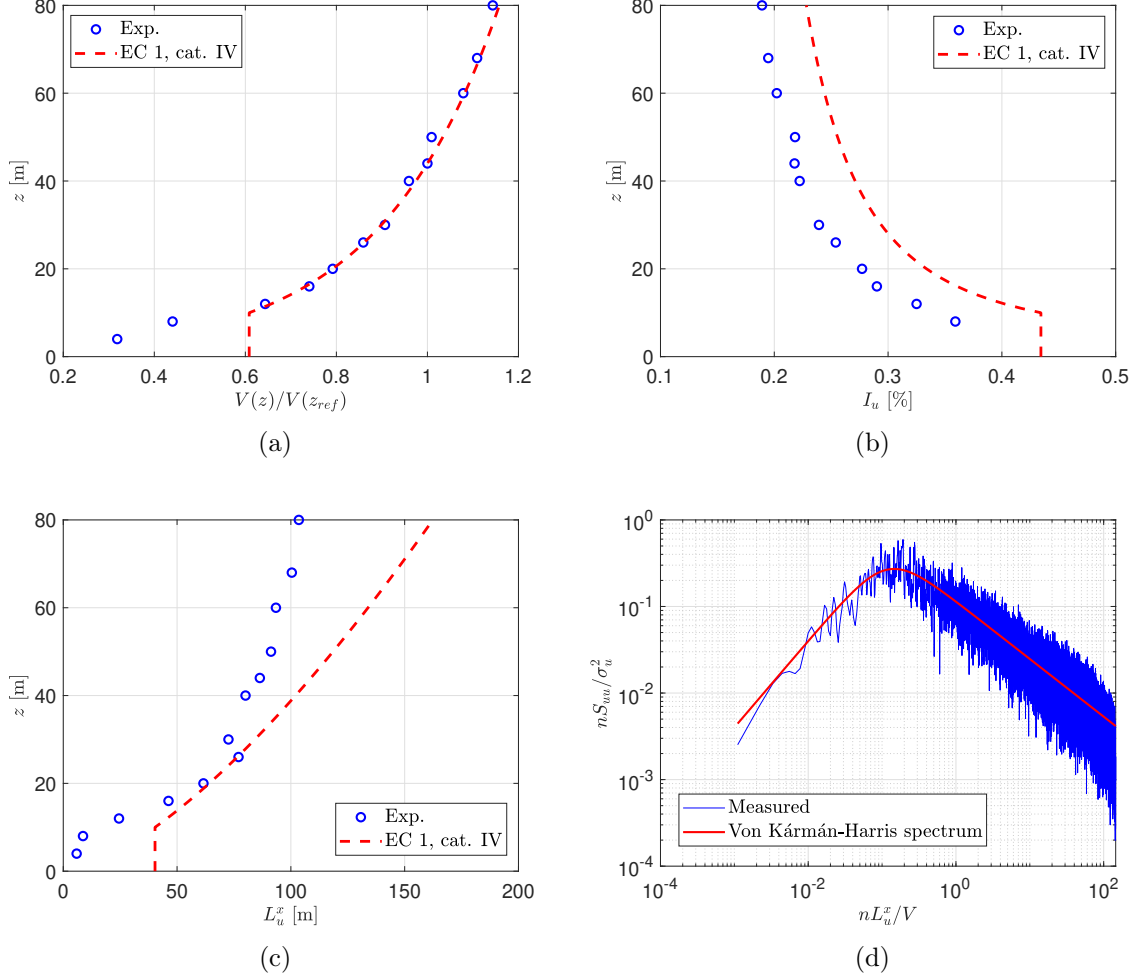 80
60
40
20
0
z [m]
Exp.
EC 1, cat. IV
0.2 0.4 0.6 0.8 1 1.2
V(z)/V(z_{ref})
(a)
80
60
40
20
0
z [m]
Exp.
EC 1, cat. IV
0.1 0.2 0.3 0.4 0.5
I_u [%]
(b)
80
60
40
20
0
z [m]
Exp.
EC 1, cat. IV
0 50 100 150 200
L_u^x [m]
(c)
10^0
10^{-1}
10^{-2}
10^{-3}
10^{-4}
nS_{uu}/σ_u^2
Measured
Von Kármán-Harris spectrum
10^{-4} 10^{-2} 10^0 10^2
nL_u^x/V
(d)